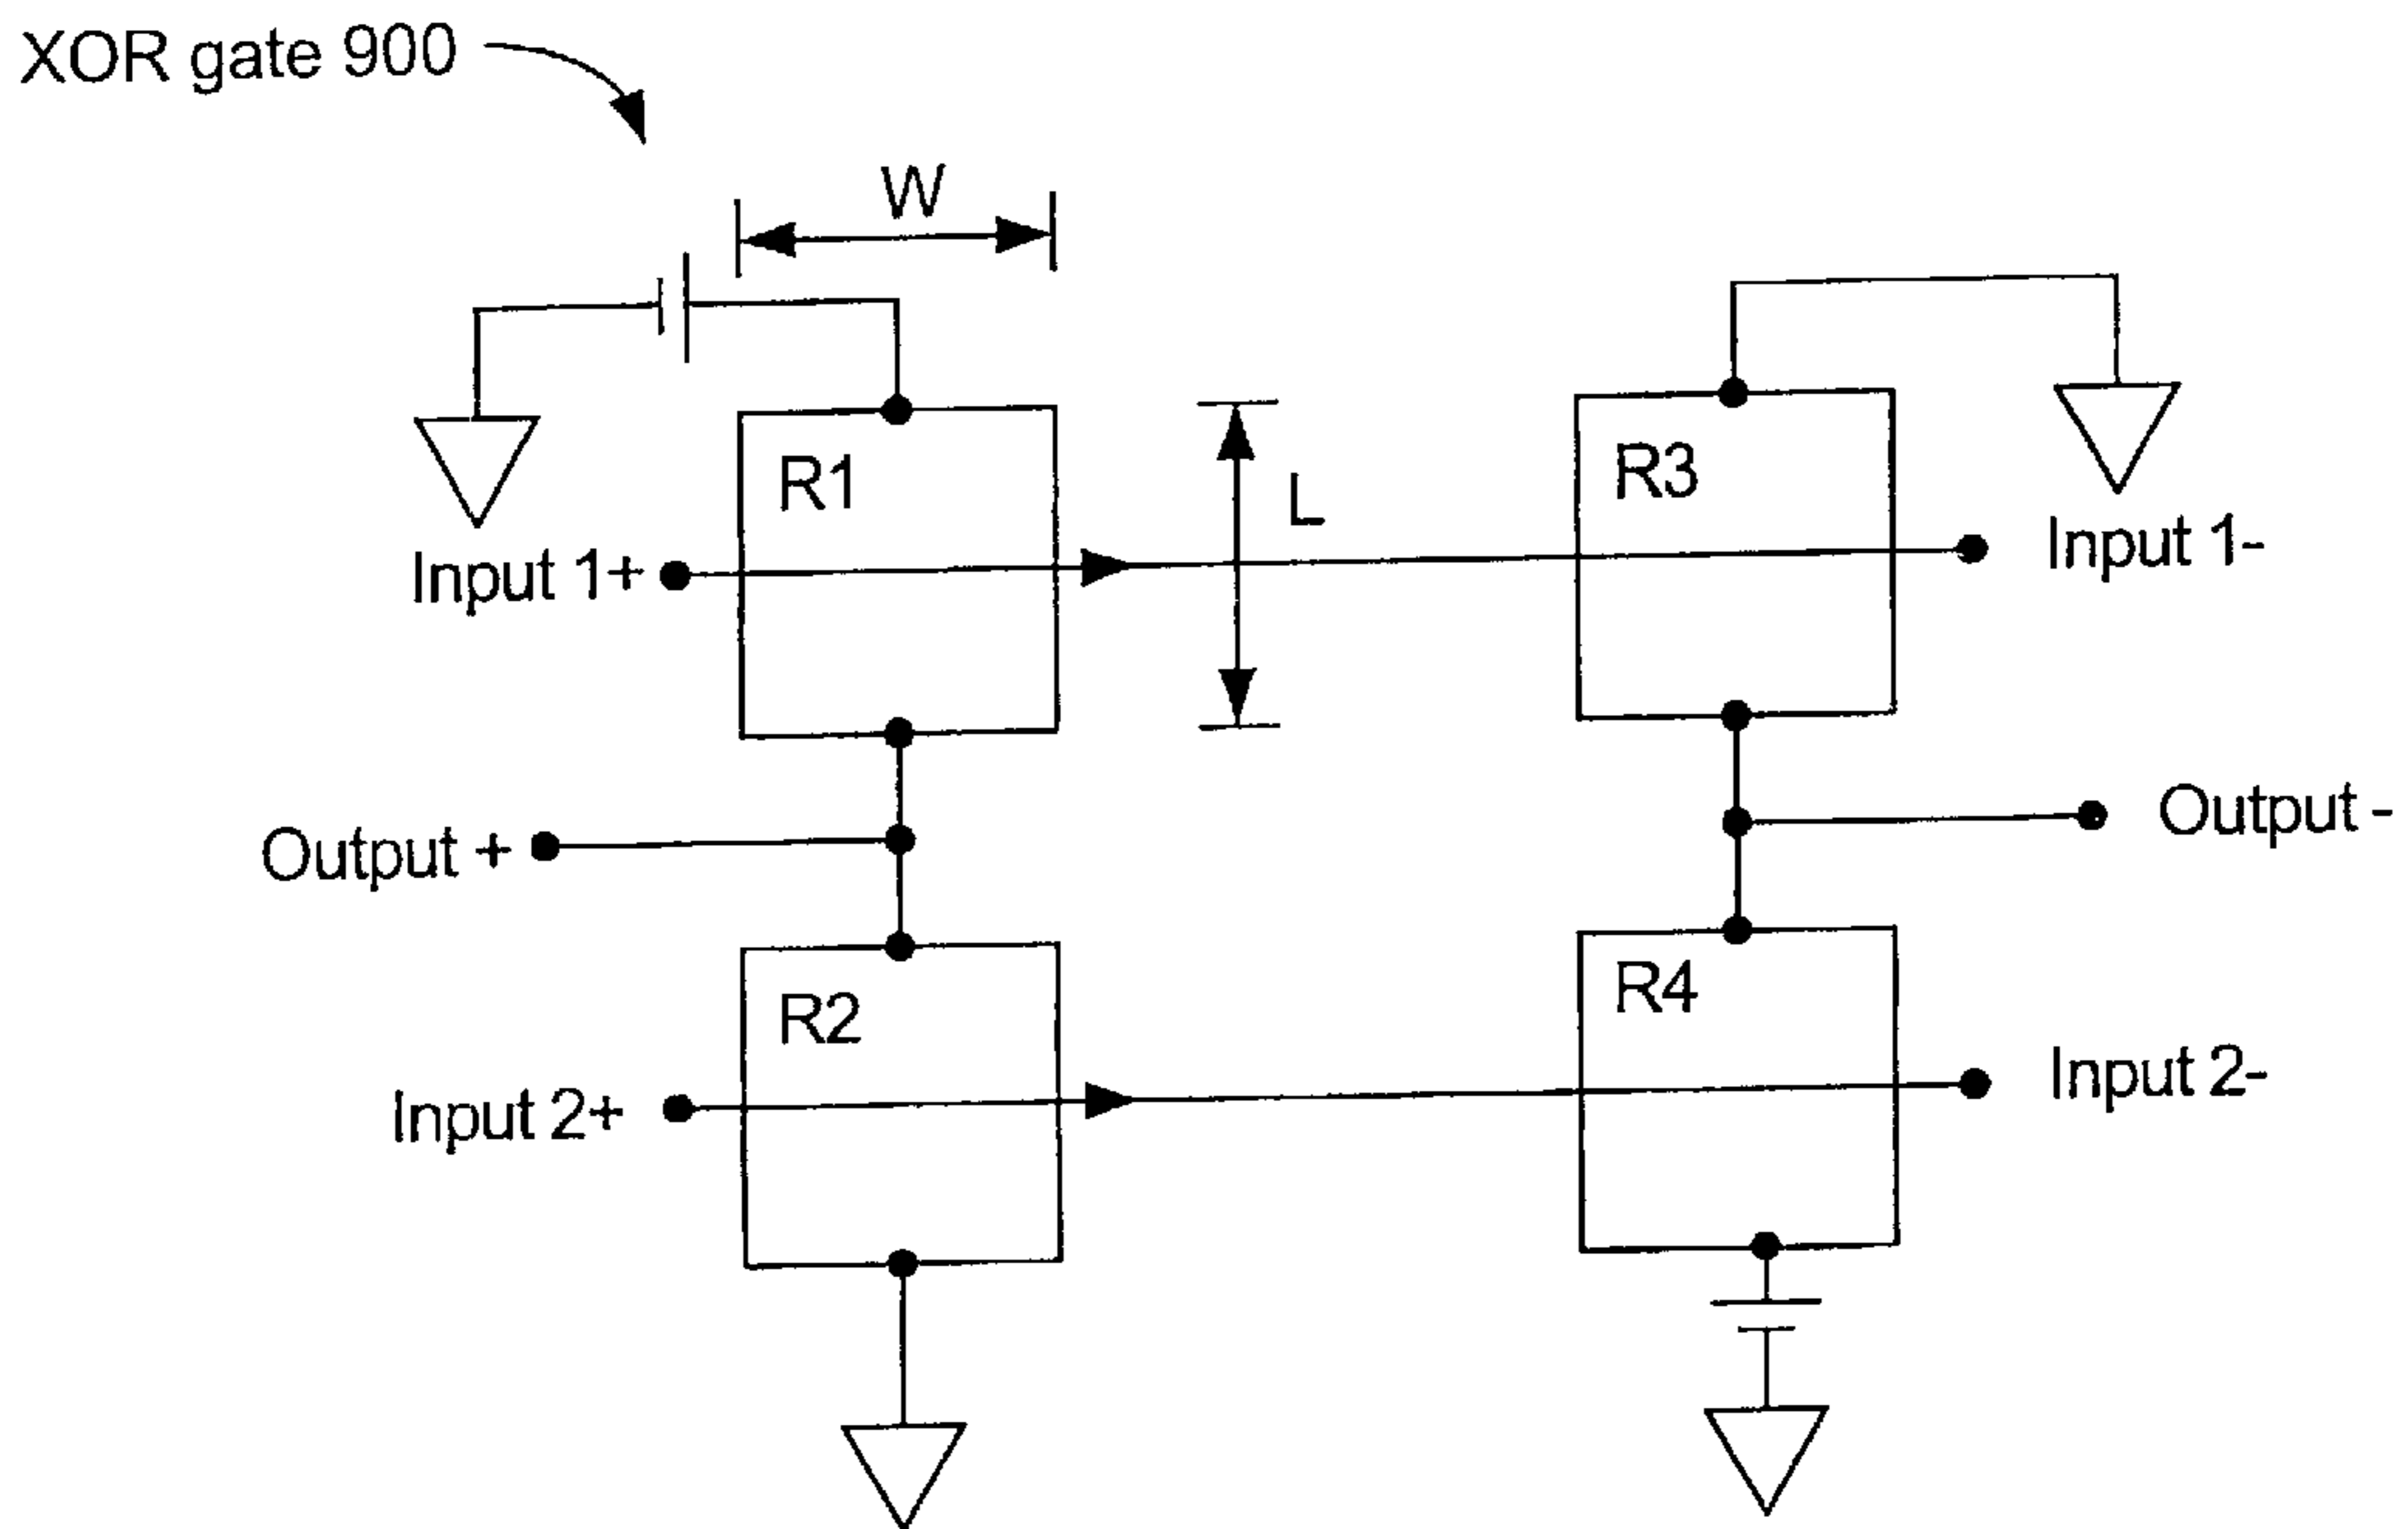 XOR gate 900
W
R1
L
R3
Input 1+
Input 1-
Output +
Output -
R2
R4
Input 2+
Input 2-